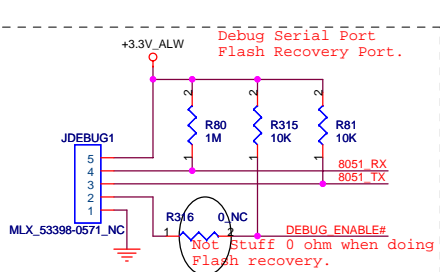 Debug Serial Port
Flash Recovery Port.
+3.3V_ALW
2 2 2
R80
1M
R315
10K
R81
10K
JDEBUG1
1 1 1
5
4
3
2
1
8051_RX
8051_TX
R316 0_NC
1 2
DEBUG_ENABLE#
MLX_53398-0571_NC
Not Stuff 0 ohm when doing
Flash recovery.